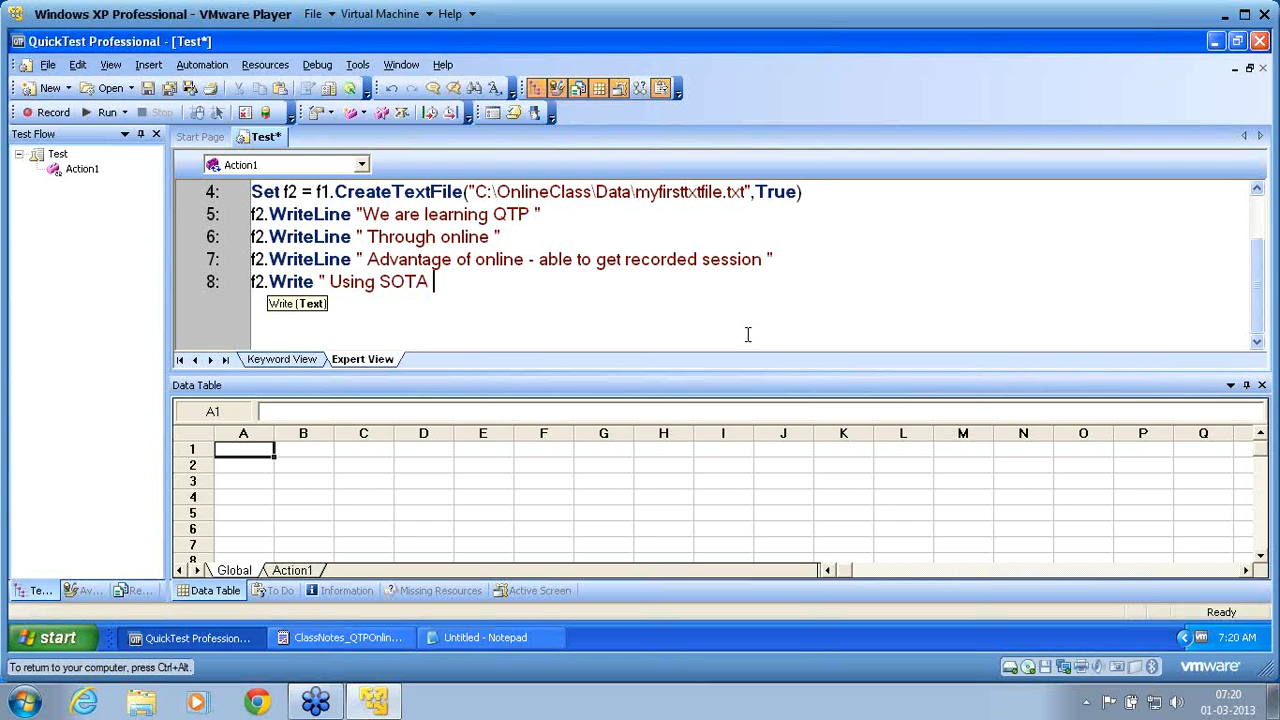 Windows XP Professional - VMware Player File Virtual Machine Help
QTP QuickTest Professional - [Test*]
File Edit View Insert Automation Resources Debug Tools Window Help
New Open
Record Run Stop
Test Flow
Start Page Test*
Test
Action1
Action1
4: Set f2 = f1.CreateTextFile("C:\OnlineClass\Data\myfirsttxtfile.txt",True)
5: f2.WriteLine "We are learning QTP "
6: f2.WriteLine " Through online "
7: f2.WriteLine " Advantage of online - able to get recorded session "
8: f2.Write " Using SOTA
Write (Text)
Keyword View Expert View
Data Table
A1
A B C D E F G H I J K L M N O P Q
1
2
3
4
5
6
7
8
Global Action1
Te... Av... Re... Data Table To Do Information Missing Resources Active Screen
Ready
start QuickTest Profession... ClassNotes_QTPOnlin... Untitled - Notepad 7:20 AM
To return to your computer, press Ctrl+Alt. vmware
07:20
01-03-2013